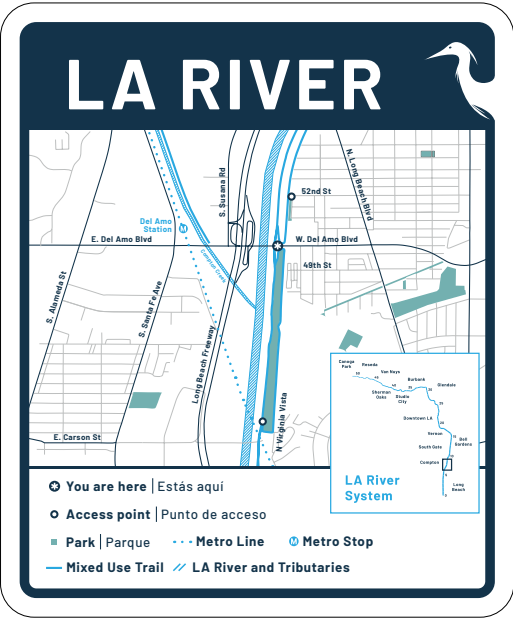 LA RIVER
N. Long Beach Blvd
S. Susana Rd
52nd St
Del Amo
Station
M
E. Del Amo Blvd
W. Del Amo Blvd
Compton Creek
49th St
S. Alameda St
S. Santa Fe Ave
Long Beach Freeway
N Virginia Vista
E. Carson St
Canoga
Park
Reseda
Van Nuys
Burbank
Glendale
Sherman
Oaks
Studio
City
Downtown LA
Vernon
Bell
Gardens
South Gate
Compton
Long
Beach
LA River
System
You are here | Estás aquí
Access point | Punto de acceso
Park | Parque
Metro Line
M Metro Stop
Mixed Use Trail
LA River and Tributaries